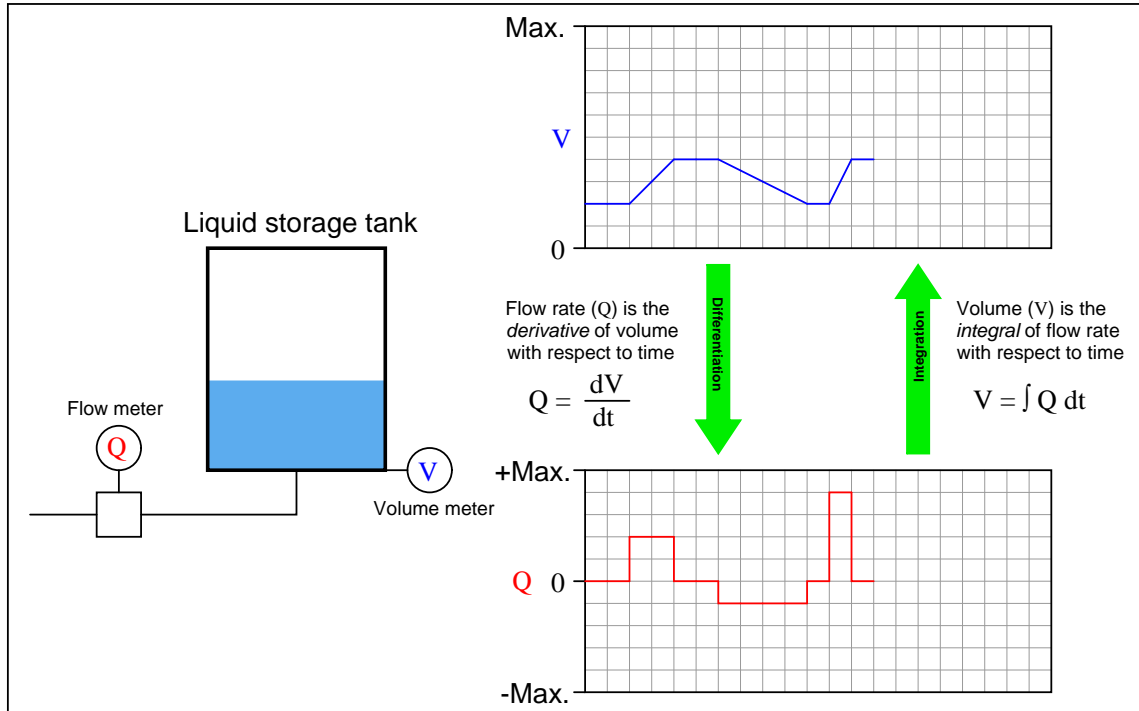 Max.
V
0
Liquid storage tank
Flow meter
Q
V
Volume meter
Flow rate (Q) is the
derivative of volume
with respect to time
Q = dV
dt
Differentiation
Integration
Volume (V) is the
integral of flow rate
with respect to time
V = ∫ Q dt
+Max.
Q 0
-Max.